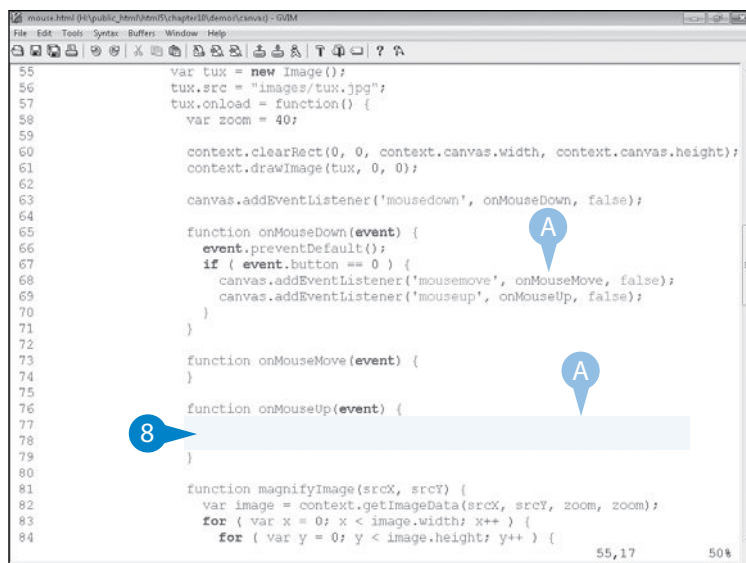 mouse.html (H:\public_html\html5\chapter10\demos\canvas) - GVIM
File Edit Tools Syntax Buffers Window Help
55 var tux = new Image();
56 tux.src = "images/tux.jpg";
57 tux.onload = function() {
58 var zoom = 40;
59
60 context.clearRect(0, 0, context.canvas.width, context.canvas.height);
61 context.drawImage(tux, 0, 0);
62
63 canvas.addEventListener('mousedown', onMouseDown, false);
64
65 function onMouseDown(event) {
A
66 event.preventDefault();
67 if ( event.button == 0 ) {
68 canvas.addEventListener('mousemove', onMouseMove, false);
69 canvas.addEventListener('mouseup', onMouseUp, false);
70 }
71 }
72
73 function onMouseMove(event) {
74 }
A
75
76 function onMouseUp(event) {
77
8
78
79 }
80
81 function magnifyImage(srcX, srcY) {
82 var image = context.getImageData(srcX, srcY, zoom, zoom);
83 for ( var x = 0; x < image.width; x++ ) {
84 for ( var y = 0; y < image.height; y++ ) {
55,17 50%